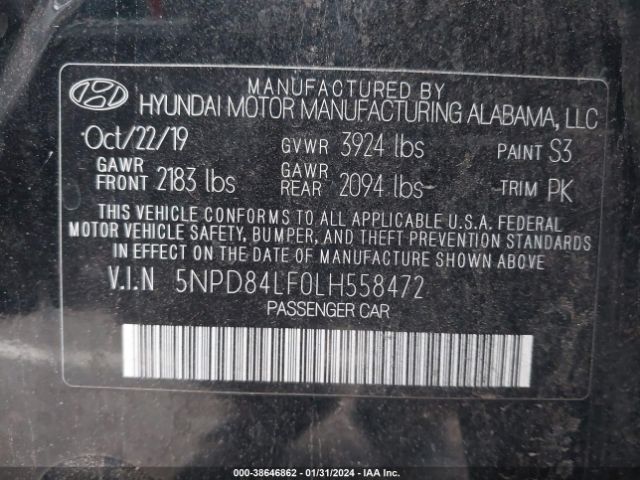 MANUFACTURED BY
HYUNDAI MOTOR MANUFACTURING ALABAMA, LLC
Oct/22/19 GVWR 3924 lbs PAINT S3
GAWR FRONT 2183 lbs GAWR REAR 2094 lbs TRIM PK
THIS VEHICLE CONFORMS TO ALL APPLICABLE U.S.A. FEDERAL
MOTOR VEHICLE SAFETY, BUMPER, AND THEFT PREVENTION STANDARDS
IN EFFECT ON THE DATE OF MANUFACTURE SHOWN ABOVE.
V.I.N 5NPD84LF0LH558472
PASSENGER CAR
000-38646862 - 01/31/2024 - IAA Inc.